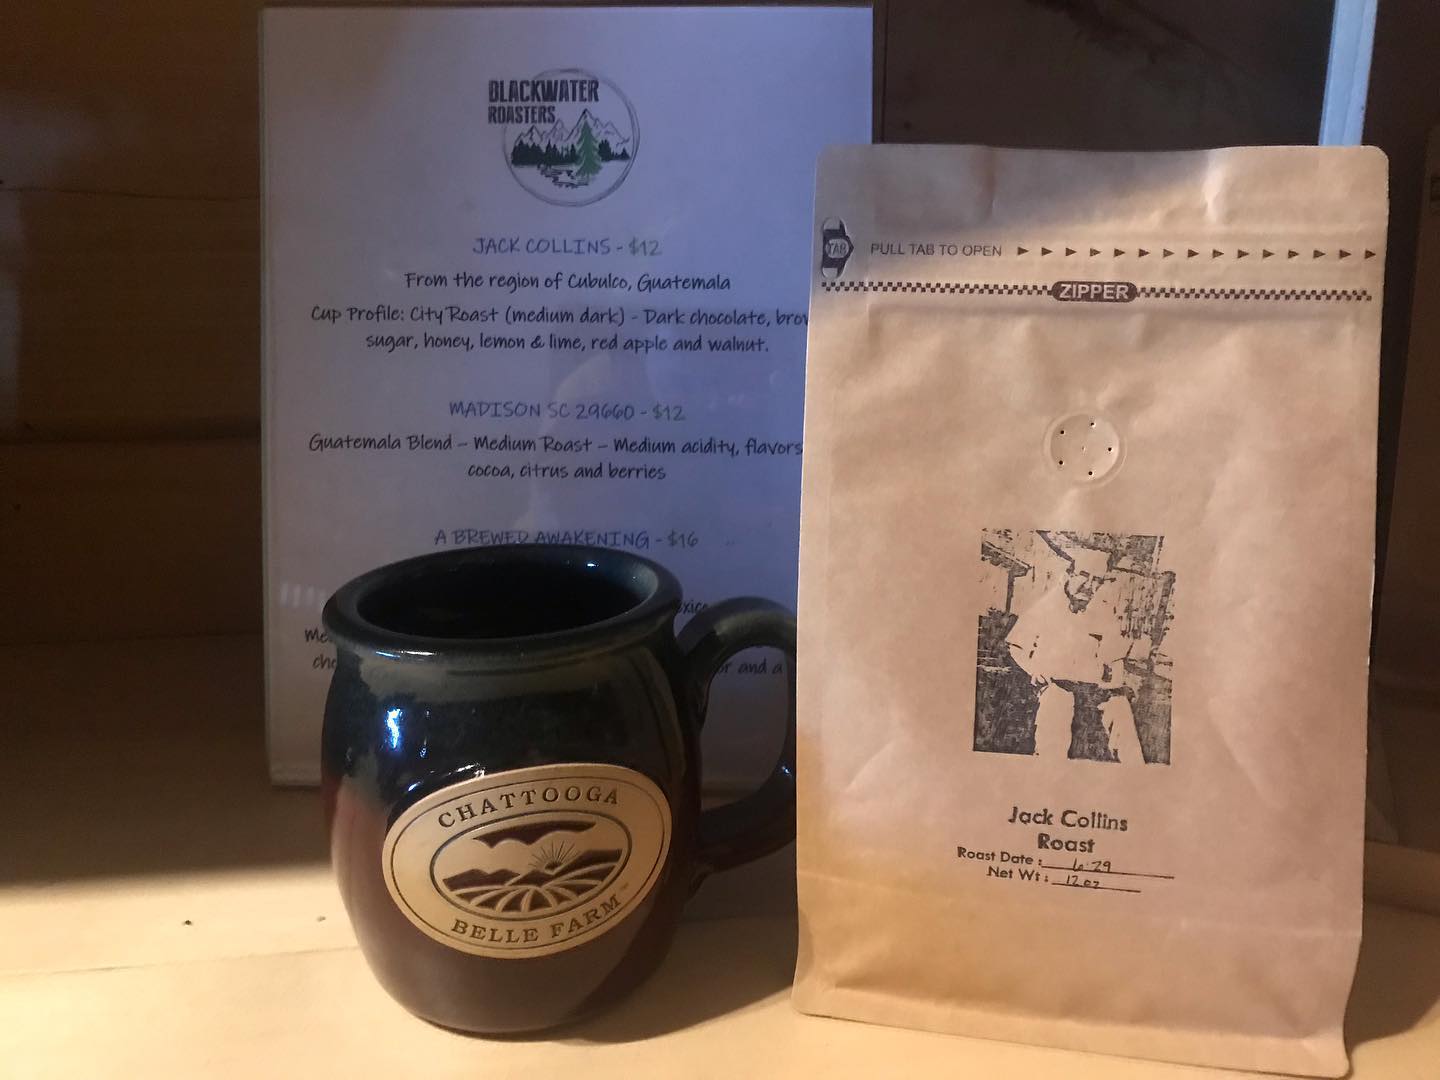 BLACKWATER
ROASTERS
JACK COLLINS - $12
From the region of Cubulco, Guatemala
Cup Profile: City Roast (medium dark) - Dark chocolate,
sugar, honey, lemon & lime, red apple and walnut.
MADISON SC 29660 - $12
Guatemala Blend – Medium Roast – Medium acidity, flavors
cocoa, citrus and berries
A BREWED AWAKENING - $16
and a
CHATTOOGA
BELLE FARM
TAB
PULL TAB TO OPEN
ZIPPER
Jack Collins
Roast
Roast Date: 6-29
Net Wt: 12 oz